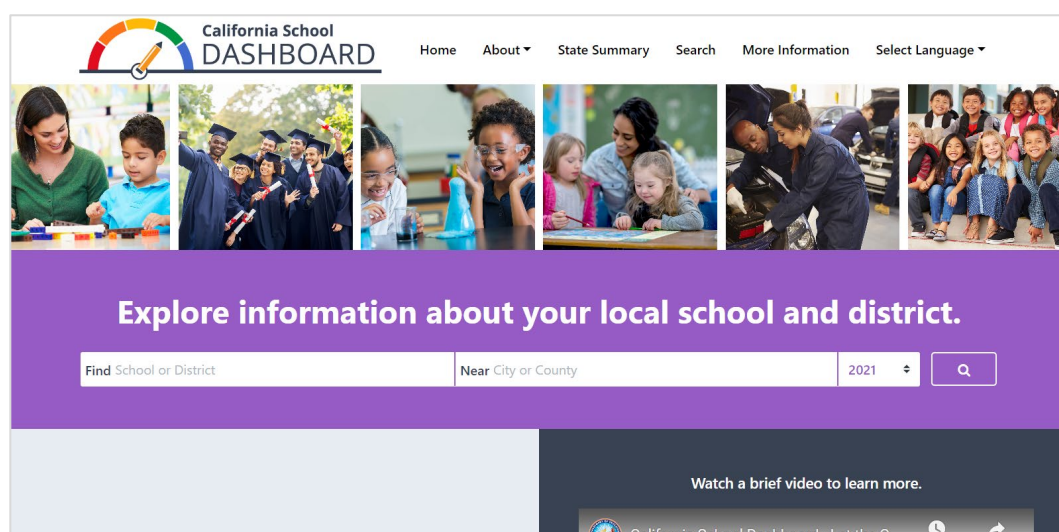 California School
DASHBOARD
Home About State Summary Search More Information Select Language
Explore information about your local school and district.
Find School or District Near City or County 2021
Watch a brief video to learn more.